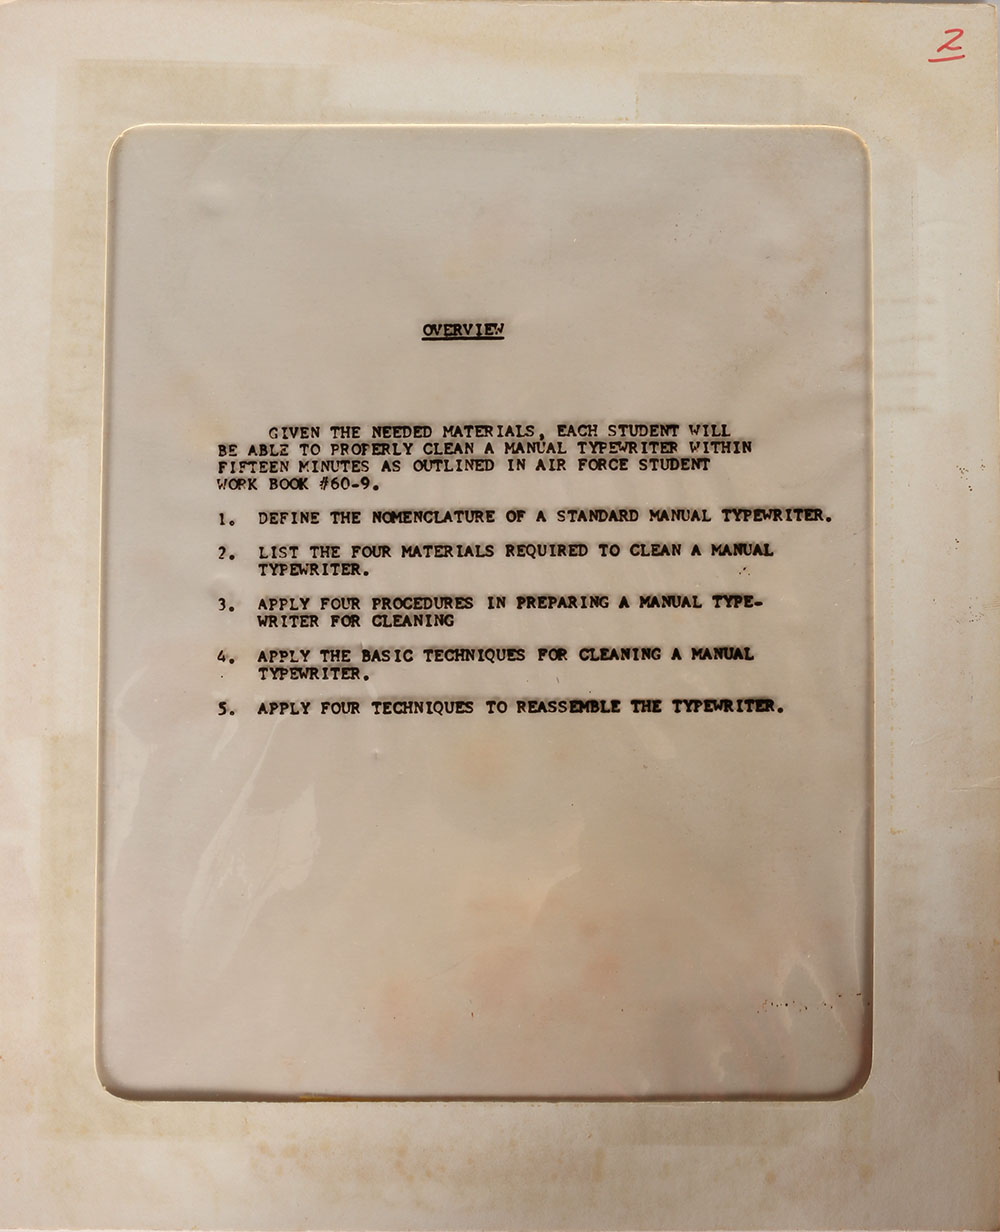 2
OVERVIEW
GIVEN THE NEEDED MATERIALS, EACH STUDENT WILL
BE ABLE TO PROPERLY CLEAN A MANUAL TYPEWRITER WITHIN
FIFTEEN MINUTES AS OUTLINED IN AIR FORCE STUDENT
WORK BOOK #60-9.
1. DEFINE THE NOMENCLATURE OF A STANDARD MANUAL TYPEWRITER.
2. LIST THE FOUR MATERIALS REQUIRED TO CLEAN A MANUAL
TYPEWRITER.
3. APPLY FOUR PROCEDURES IN PREPARING A MANUAL TYPE-
WRITER FOR CLEANING
4. APPLY THE BASIC TECHNIQUES FOR CLEANING A MANUAL
TYPEWRITER.
5. APPLY FOUR TECHNIQUES TO REASSEMBLE THE TYPEWRITER.